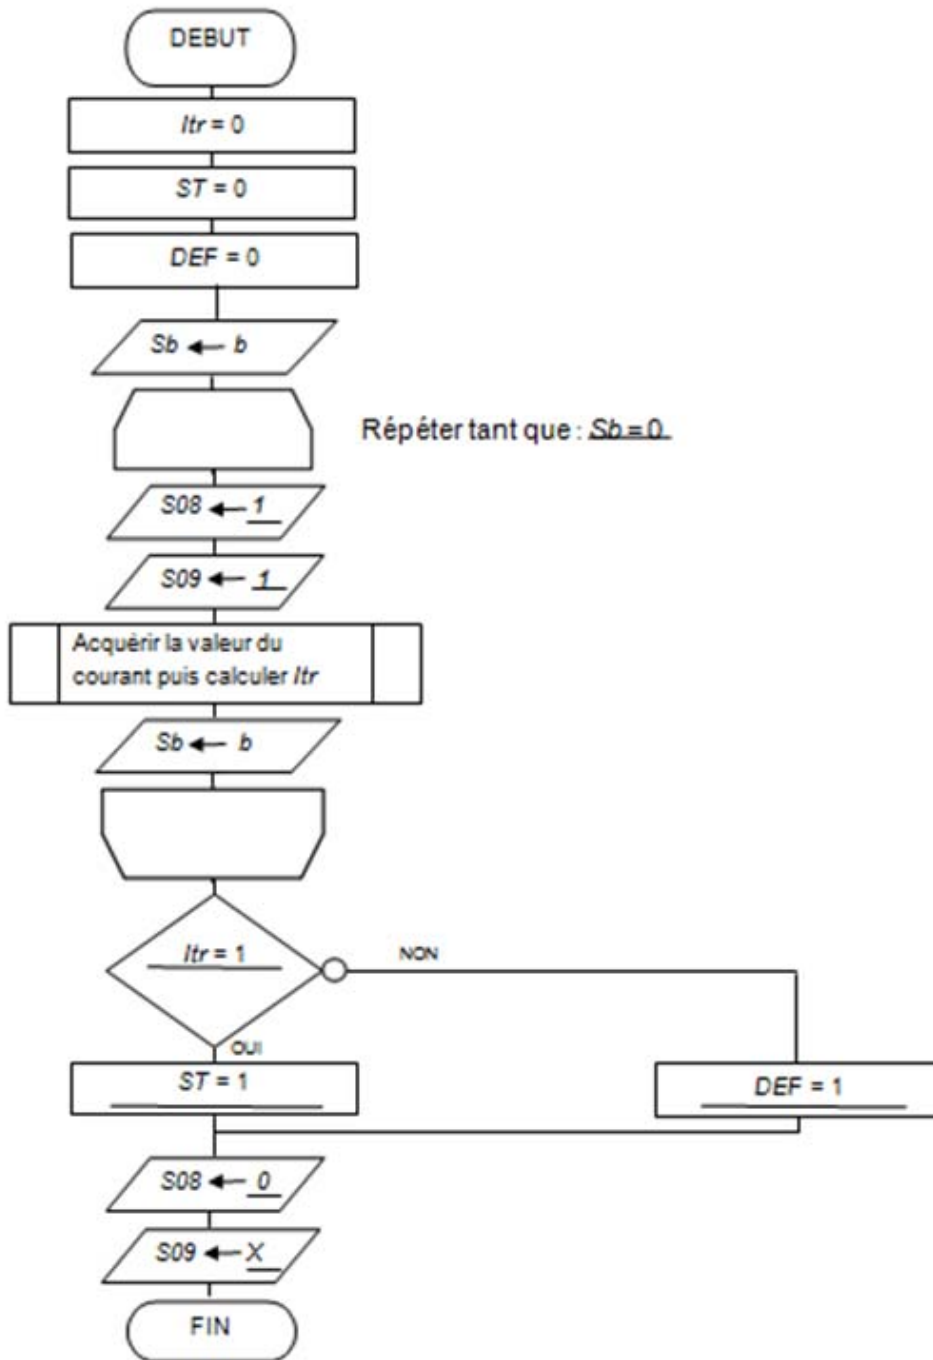 DEBUT
Itr = 0
ST = 0
DEF = 0
Sb ← b
Répéter tant que : Sb = 0
S08 ← 1
S09 ← 1
Acquérir la valeur du
courant puis calculer Itr
Sb ← b
Itr = 1
NON
OUI
ST = 1
DEF = 1
S08 ← 0
S09 ← X
FIN